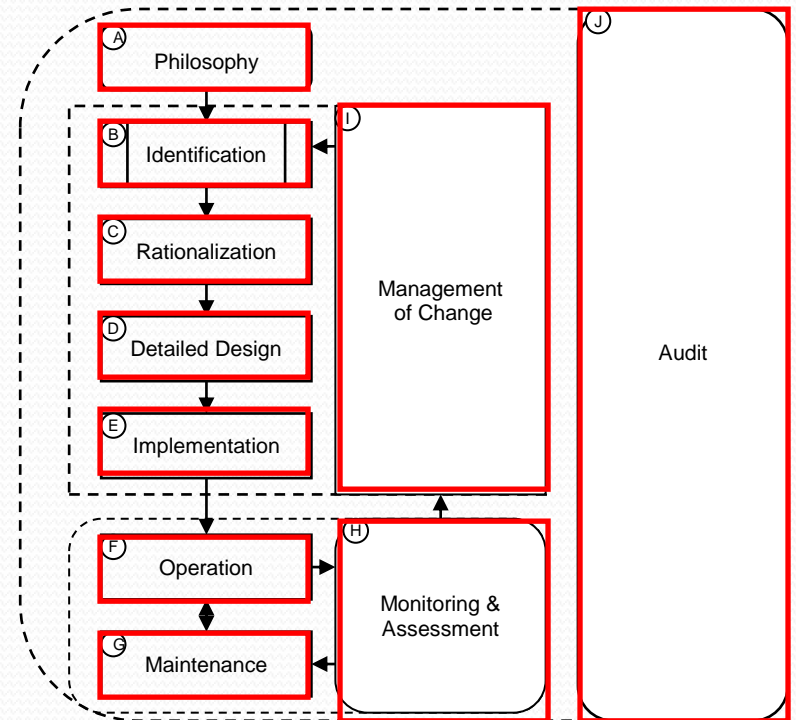 A
Philosophy
B
Identification
C
Rationalization
D
Detailed Design
E
Implementation
F
Operation
G
Maintenance
H
Monitoring &
Assessment
I
Management
of Change
J
Audit